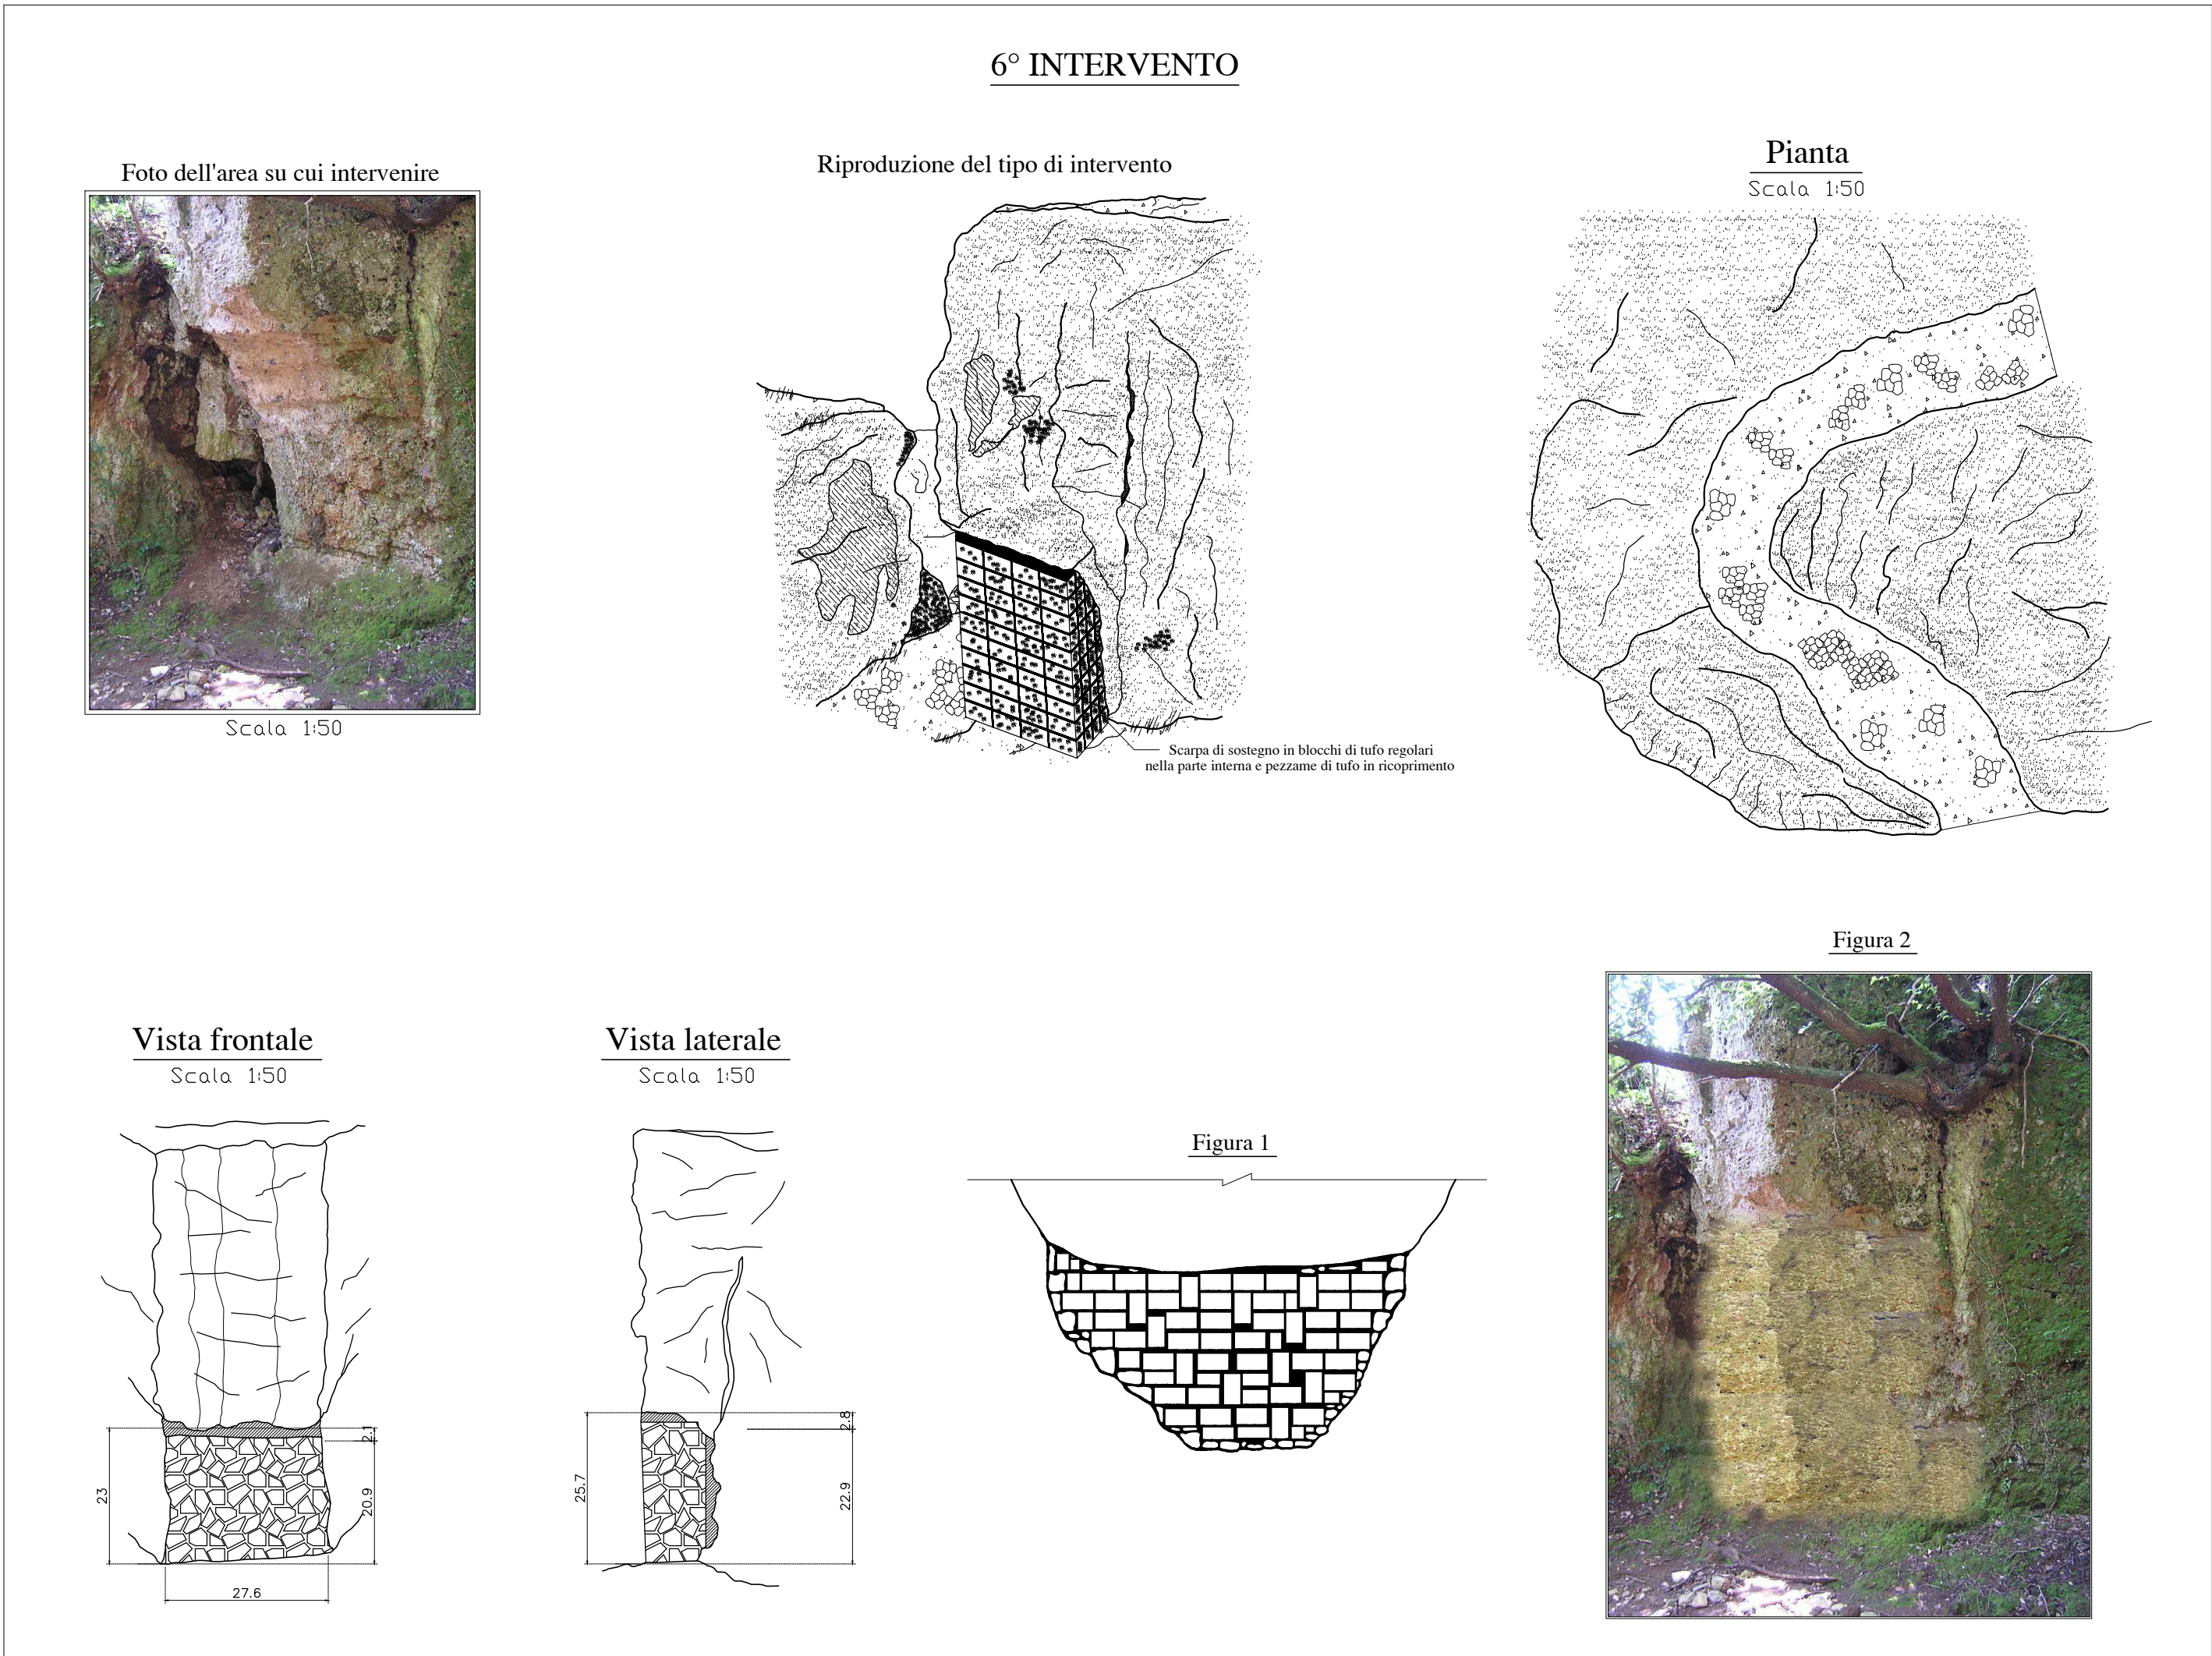 6° INTERVENTO
Foto dell'area su cui intervenire
Scala 1:50
Riproduzione del tipo di intervento
Scarpa di sostegno in blocchi di tufo regolari
nella parte interna e pezzame di tufo in ricoprimento
Pianta
Scala 1:50
Vista frontale
Scala 1:50
23
2.1
20.9
27.6
Vista laterale
Scala 1:50
25.7
2.8
22.9
Figura 1
Figura 2